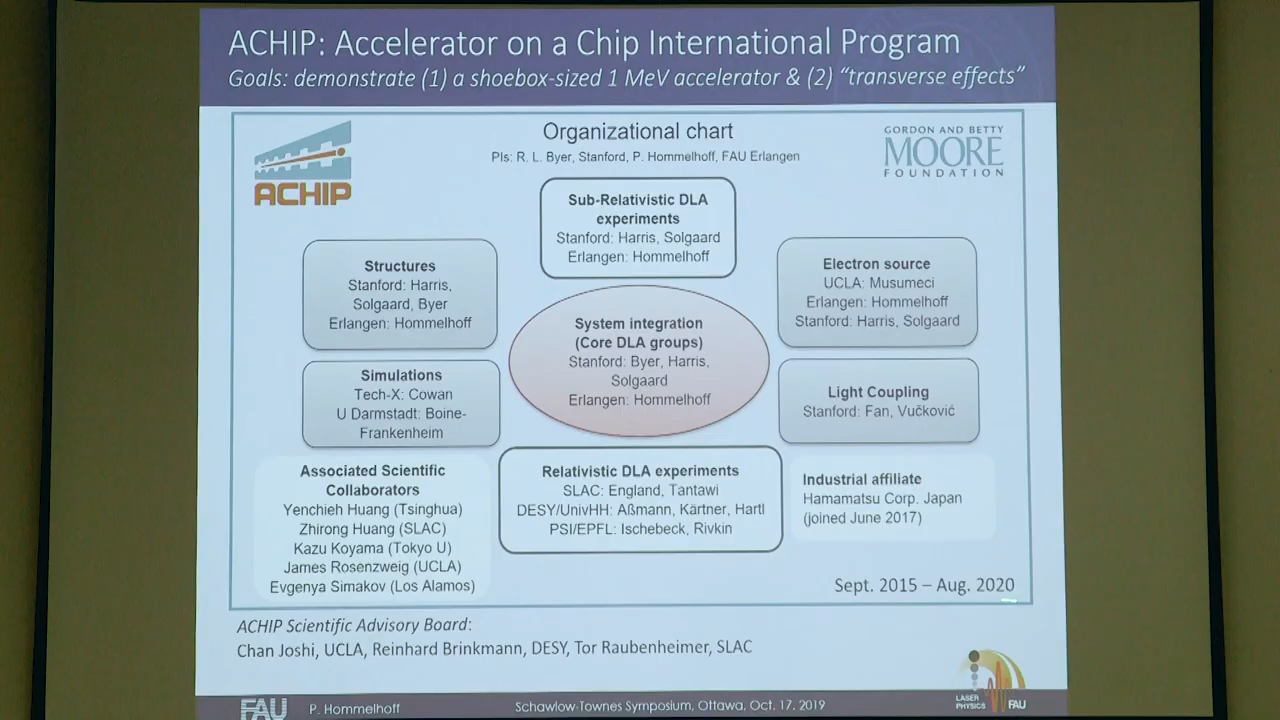 ACHIP: Accelerator on a Chip International Program
Goals: demonstrate (1) a shoebox-sized 1 MeV accelerator & (2) “transverse effects”
ACHIP
Organizational chart
PIs: R. L. Byer, Stanford, P. Hommelhoff, FAU Erlangen
GORDON AND BETTY
MOORE
FOUNDATION
Sub-Relativistic DLA
experiments
Stanford: Harris, Solgaard
Erlangen: Hommelhoff
Structures
Stanford: Harris,
Solgaard, Byer
Erlangen: Hommelhoff
Electron source
UCLA: Musumeci
Erlangen: Hommelhoff
Stanford: Harris, Solgaard
System integration
(Core DLA groups)
Stanford: Byer, Harris,
Solgaard
Erlangen: Hommelhoff
Simulations
Tech-X: Cowan
U Darmstadt: Boine-
Frankenheim
Light Coupling
Stanford: Fan, Vučković
Associated Scientific
Collaborators
Yenchieh Huang (Tsinghua)
Zhirong Huang (SLAC)
Kazu Koyama (Tokyo U)
James Rosenzweig (UCLA)
Evgenya Simakov (Los Alamos)
Relativistic DLA experiments
SLAC: England, Tantawi
DESY/UnivHH: Aßmann, Kärtner, Hartl
PSI/EPFL: Ischebeck, Rivkin
Industrial affiliate
Hamamatsu Corp. Japan
(joined June 2017)
Sept. 2015 – Aug. 2020
ACHIP Scientific Advisory Board:
Chan Joshi, UCLA, Reinhard Brinkmann, DESY, Tor Raubenheimer, SLAC
FAU
P. Hommelhoff
Schawlow-Townes Symposium, Ottawa, Oct. 17. 2019
LASER
PHYSICS
FAU